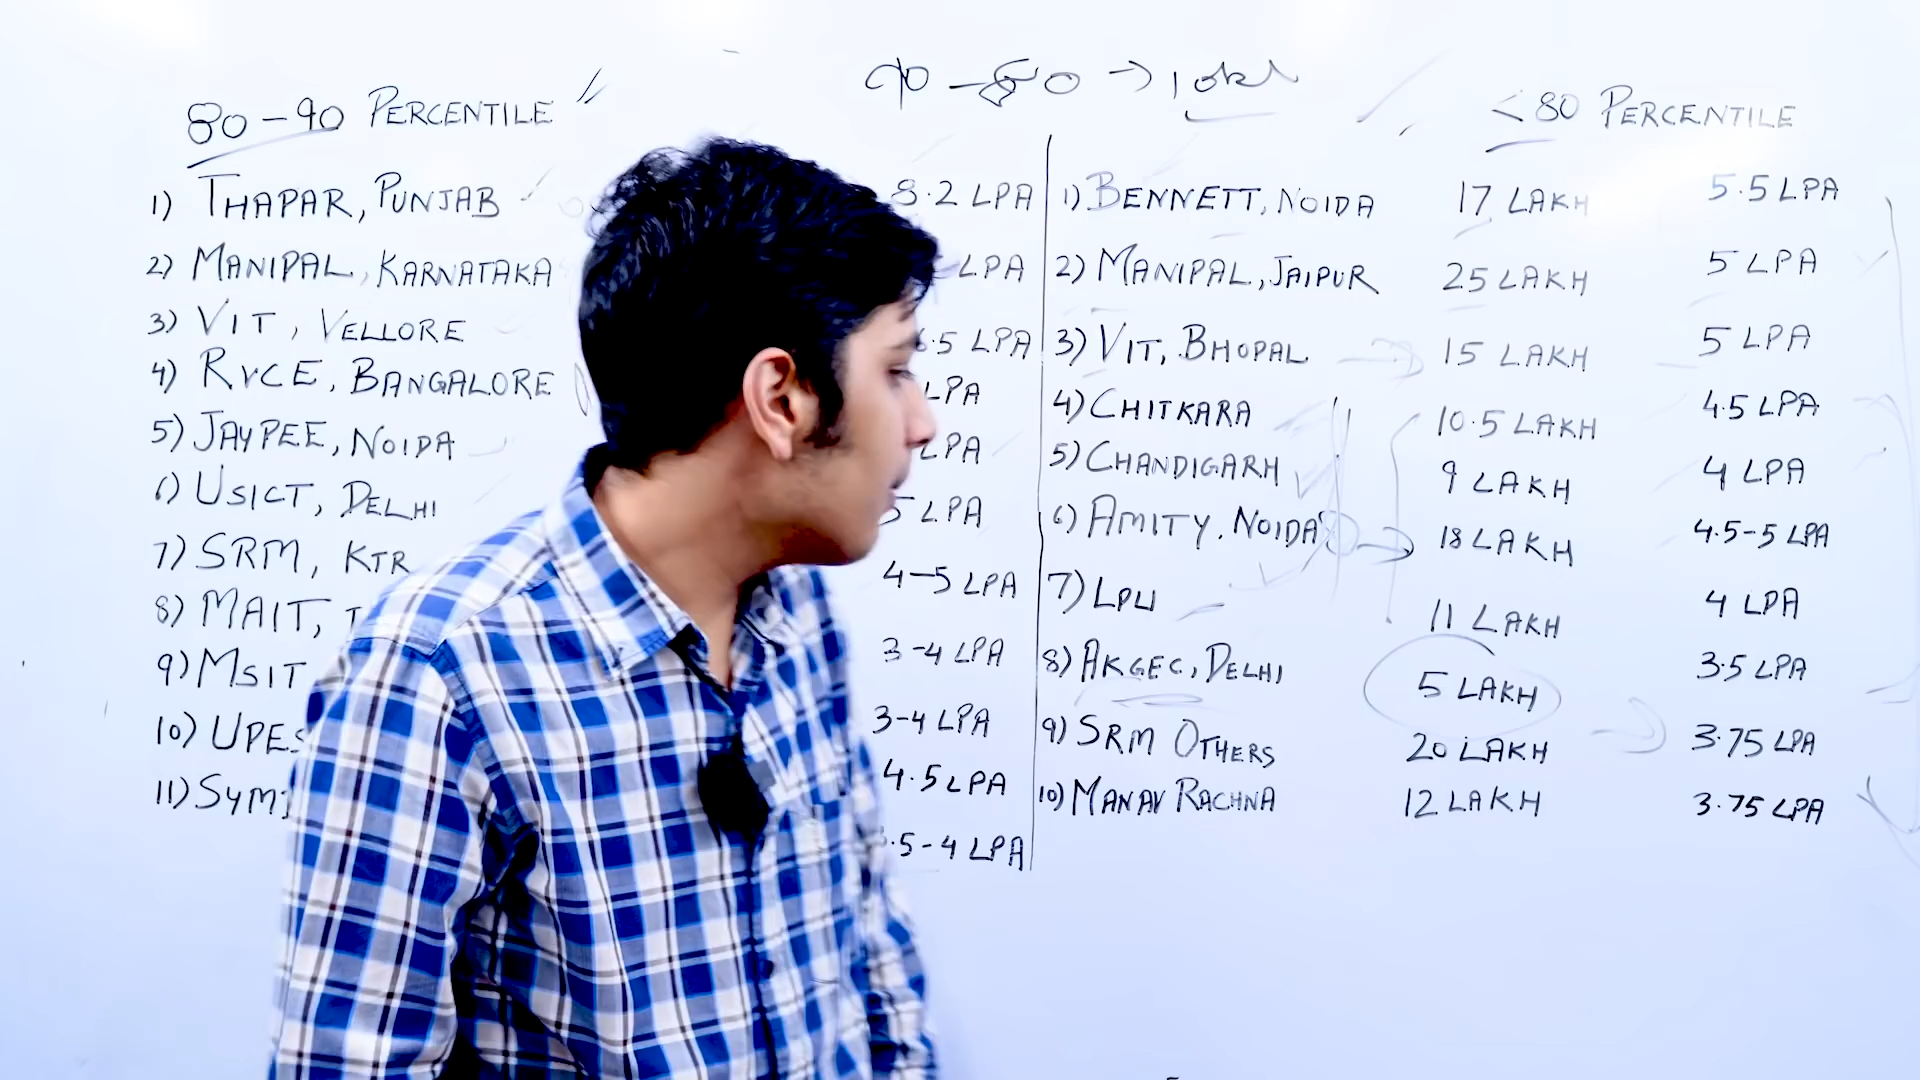 80-90 PERCENTILE
90-80 →
<80 PERCENTILE
1) THAPAR, PUNJAB
8.2 LPA
2) MANIPAL, KARNATAKA
LPA
3) VIT, VELLORE
.5 LPA
4) RVCE, BANGALORE
LPA
5) JAYPEE, NOIDA
LPA
6) USICT, DELHI
5 LPA
7) SRM, KTR
4-5 LPA
8) MAIT,
3-4 LPA
9) MSIT
3-4 LPA
10) UPES
4.5 LPA
11) SYM
.5-4 LPA
1) BENNETT, NOIDA 17 LAKH 5.5 LPA
2) MANIPAL, JAIPUR 25 LAKH 5 LPA
3) VIT, BHOPAL → 15 LAKH 5 LPA
4) CHITKARA 10.5 LAKH 4.5 LPA
5) CHANDIGARH 9 LAKH 4 LPA
6) AMITY, NOIDA → 18 LAKH 4.5-5 LPA
7) LPU 11 LAKH 4 LPA
8) AKGEC, DELHI 5 LAKH 3.5 LPA
9) SRM OTHERS 20 LAKH 3.75 LPA
10) MANAV RACHNA 12 LAKH 3.75 LPA